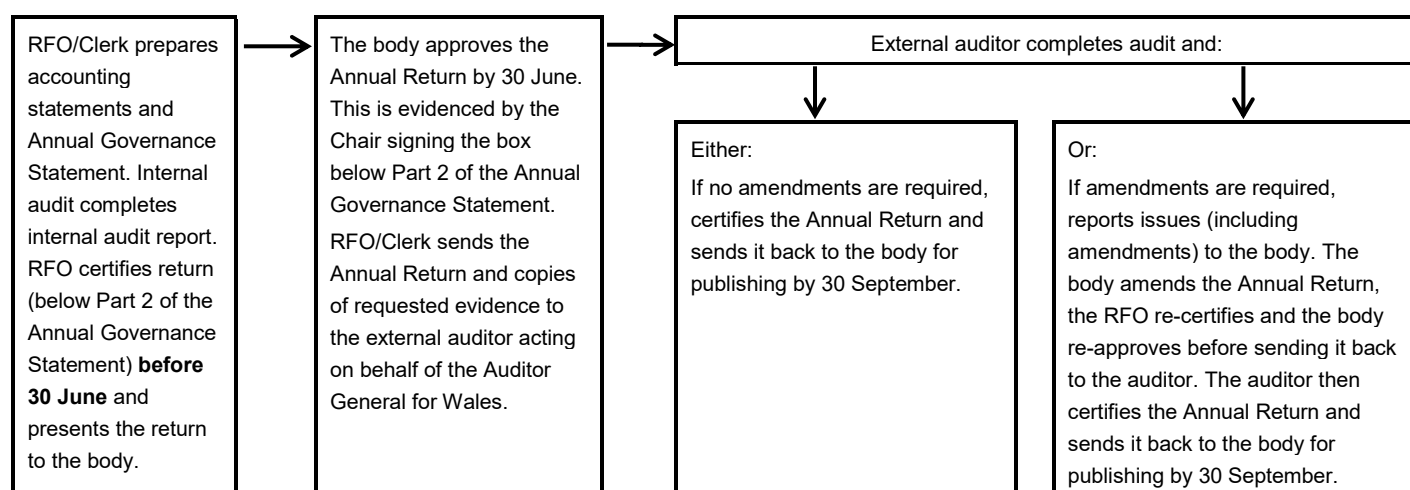 RFO/Clerk prepares
accounting
statements and
Annual Governance
Statement. Internal
audit completes
internal audit report.
RFO certifies return
(below Part 2 of the
Annual Governance
Statement) before
30 June and
presents the return
to the body.
The body approves the
Annual Return by 30 June.
This is evidenced by the
Chair signing the box
below Part 2 of the Annual
Governance Statement.
RFO/Clerk sends the
Annual Return and copies
of requested evidence to
the external auditor acting
on behalf of the Auditor
General for Wales.
External auditor completes audit and:
Either:
If no amendments are required,
certifies the Annual Return and
sends it back to the body for
publishing by 30 September.
Or:
If amendments are required,
reports issues (including
amendments) to the body. The
body amends the Annual Return,
the RFO re-certifies and the body
re-approves before sending it back
to the auditor. The auditor then
certifies the Annual Return and
sends it back to the body for
publishing by 30 September.